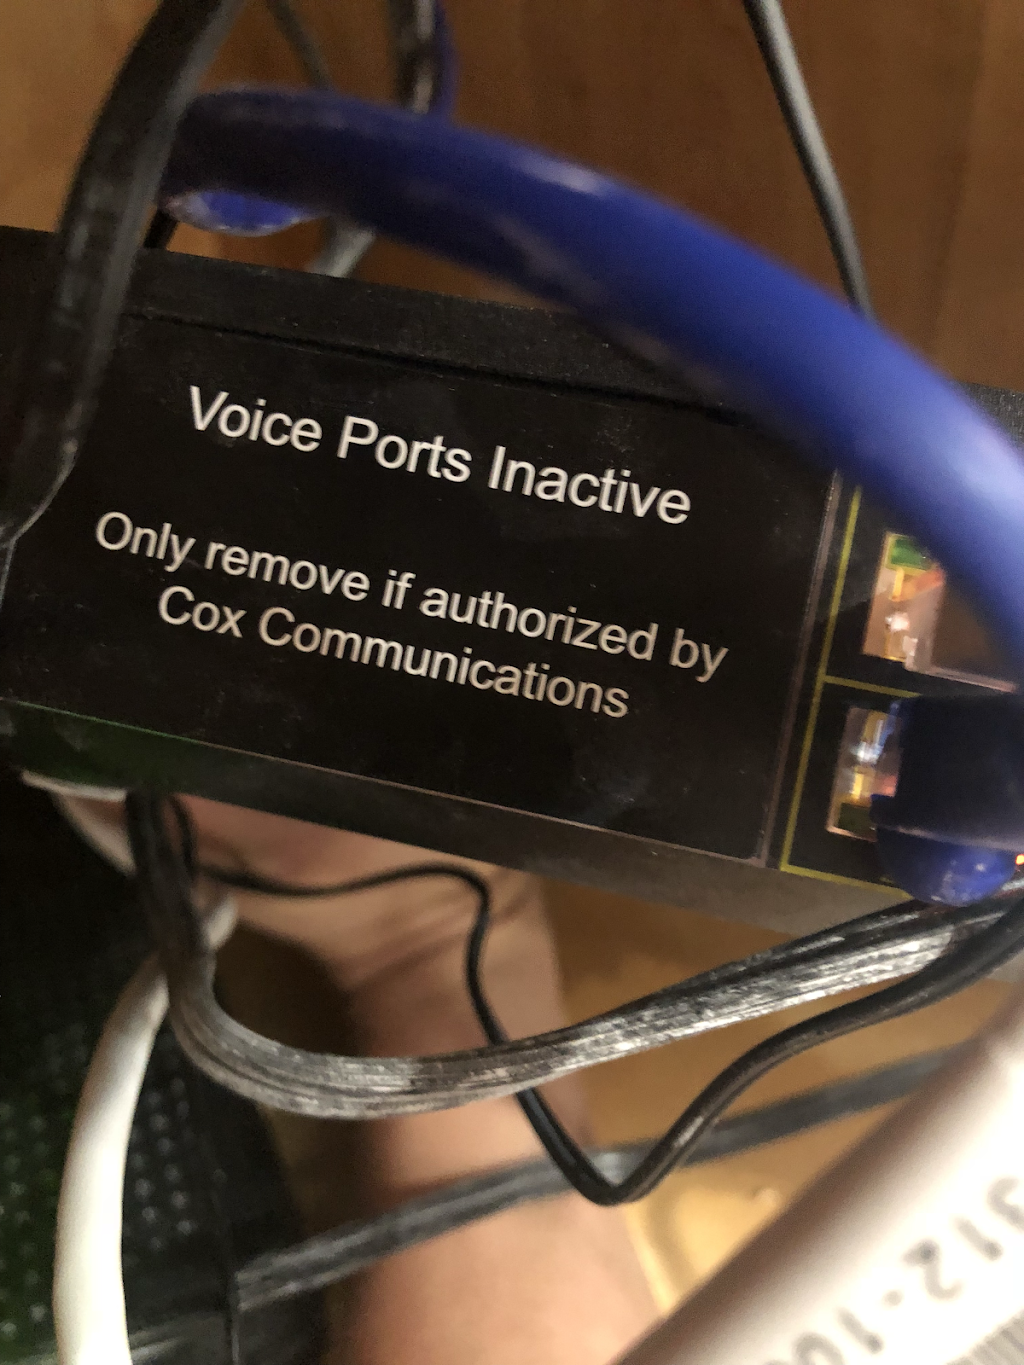 Voice Ports Inactive
Only remove if authorized by
Cox Communications